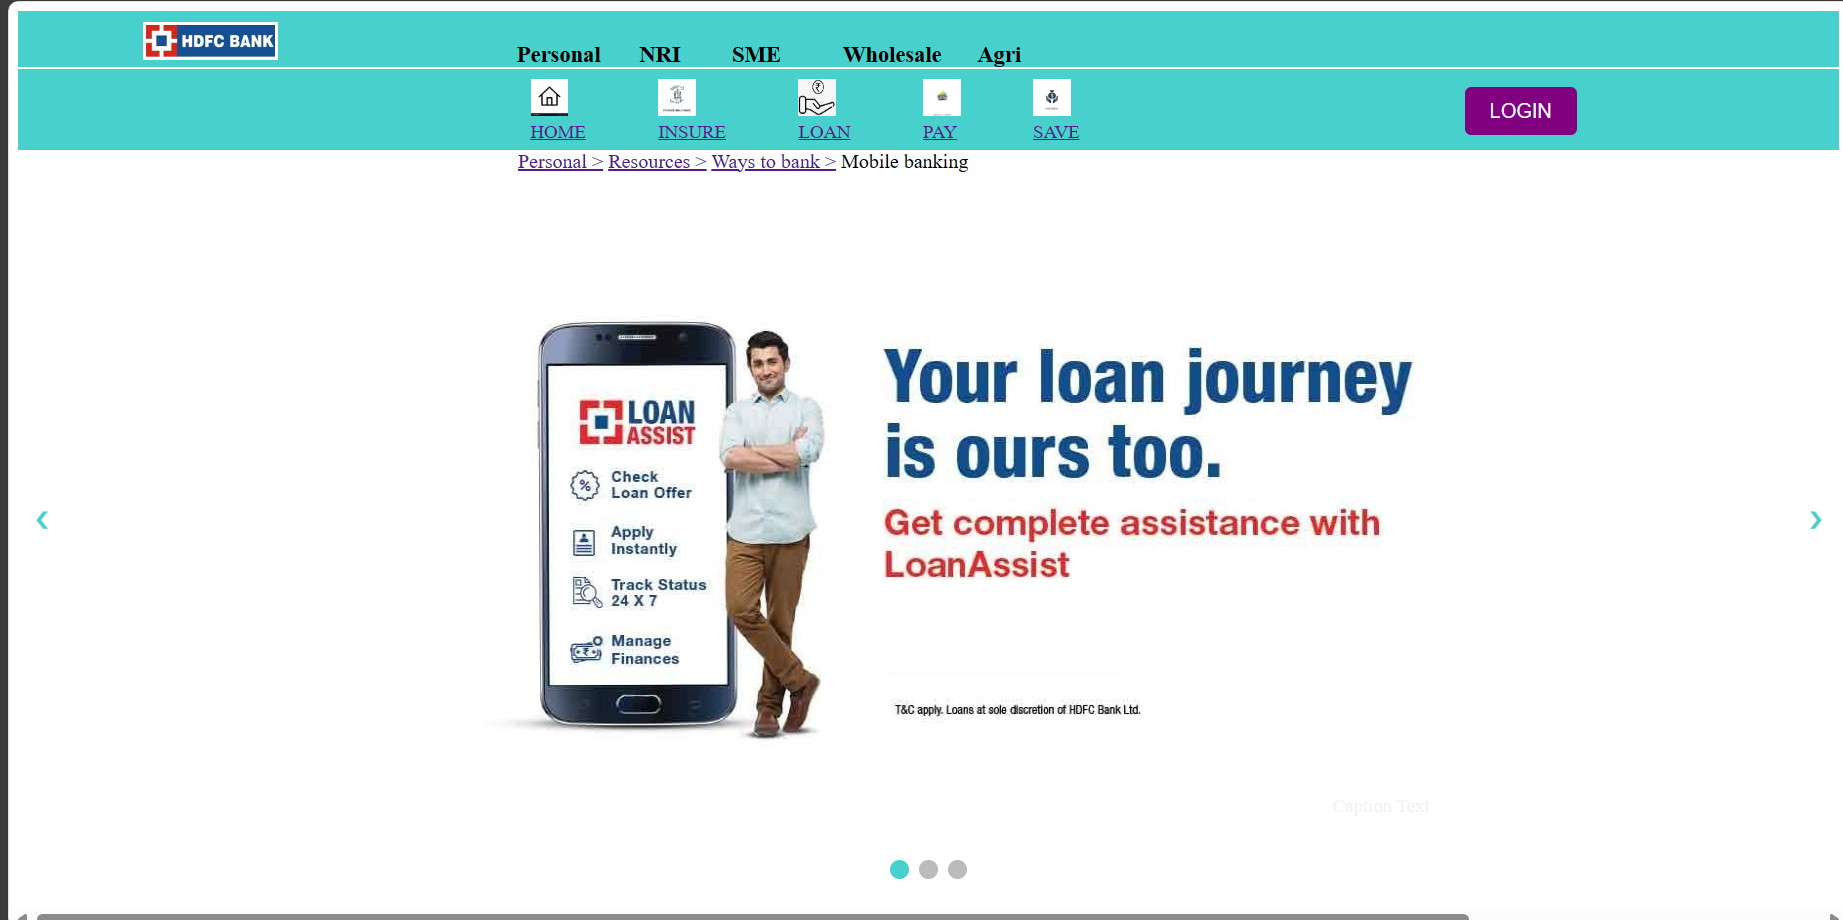 HDFC BANK
Personal NRI SME Wholesale Agri
HOME INSURE LOAN PAY SAVE
LOGIN
Personal > Resources > Ways to bank > Mobile banking
LOAN
ASSIST
Check
Loan Offer
Apply
Instantly
Track Status
24 X 7
Manage
Finances
Your loan journey
is ours too.
Get complete assistance with
LoanAssist
T&C apply. Loans at sole discretion of HDFC Bank Ltd.
Caption Text